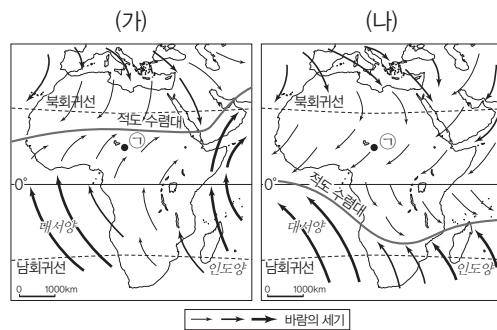 (가)
(나)
북회귀선
적도 수렴대
㉠
0°
대서양
남회귀선
인도양
0 1000km
북회귀선
㉠
0°
적도 수렴대
대서양
남회귀선
인도양
0 1000km
바람의 세기